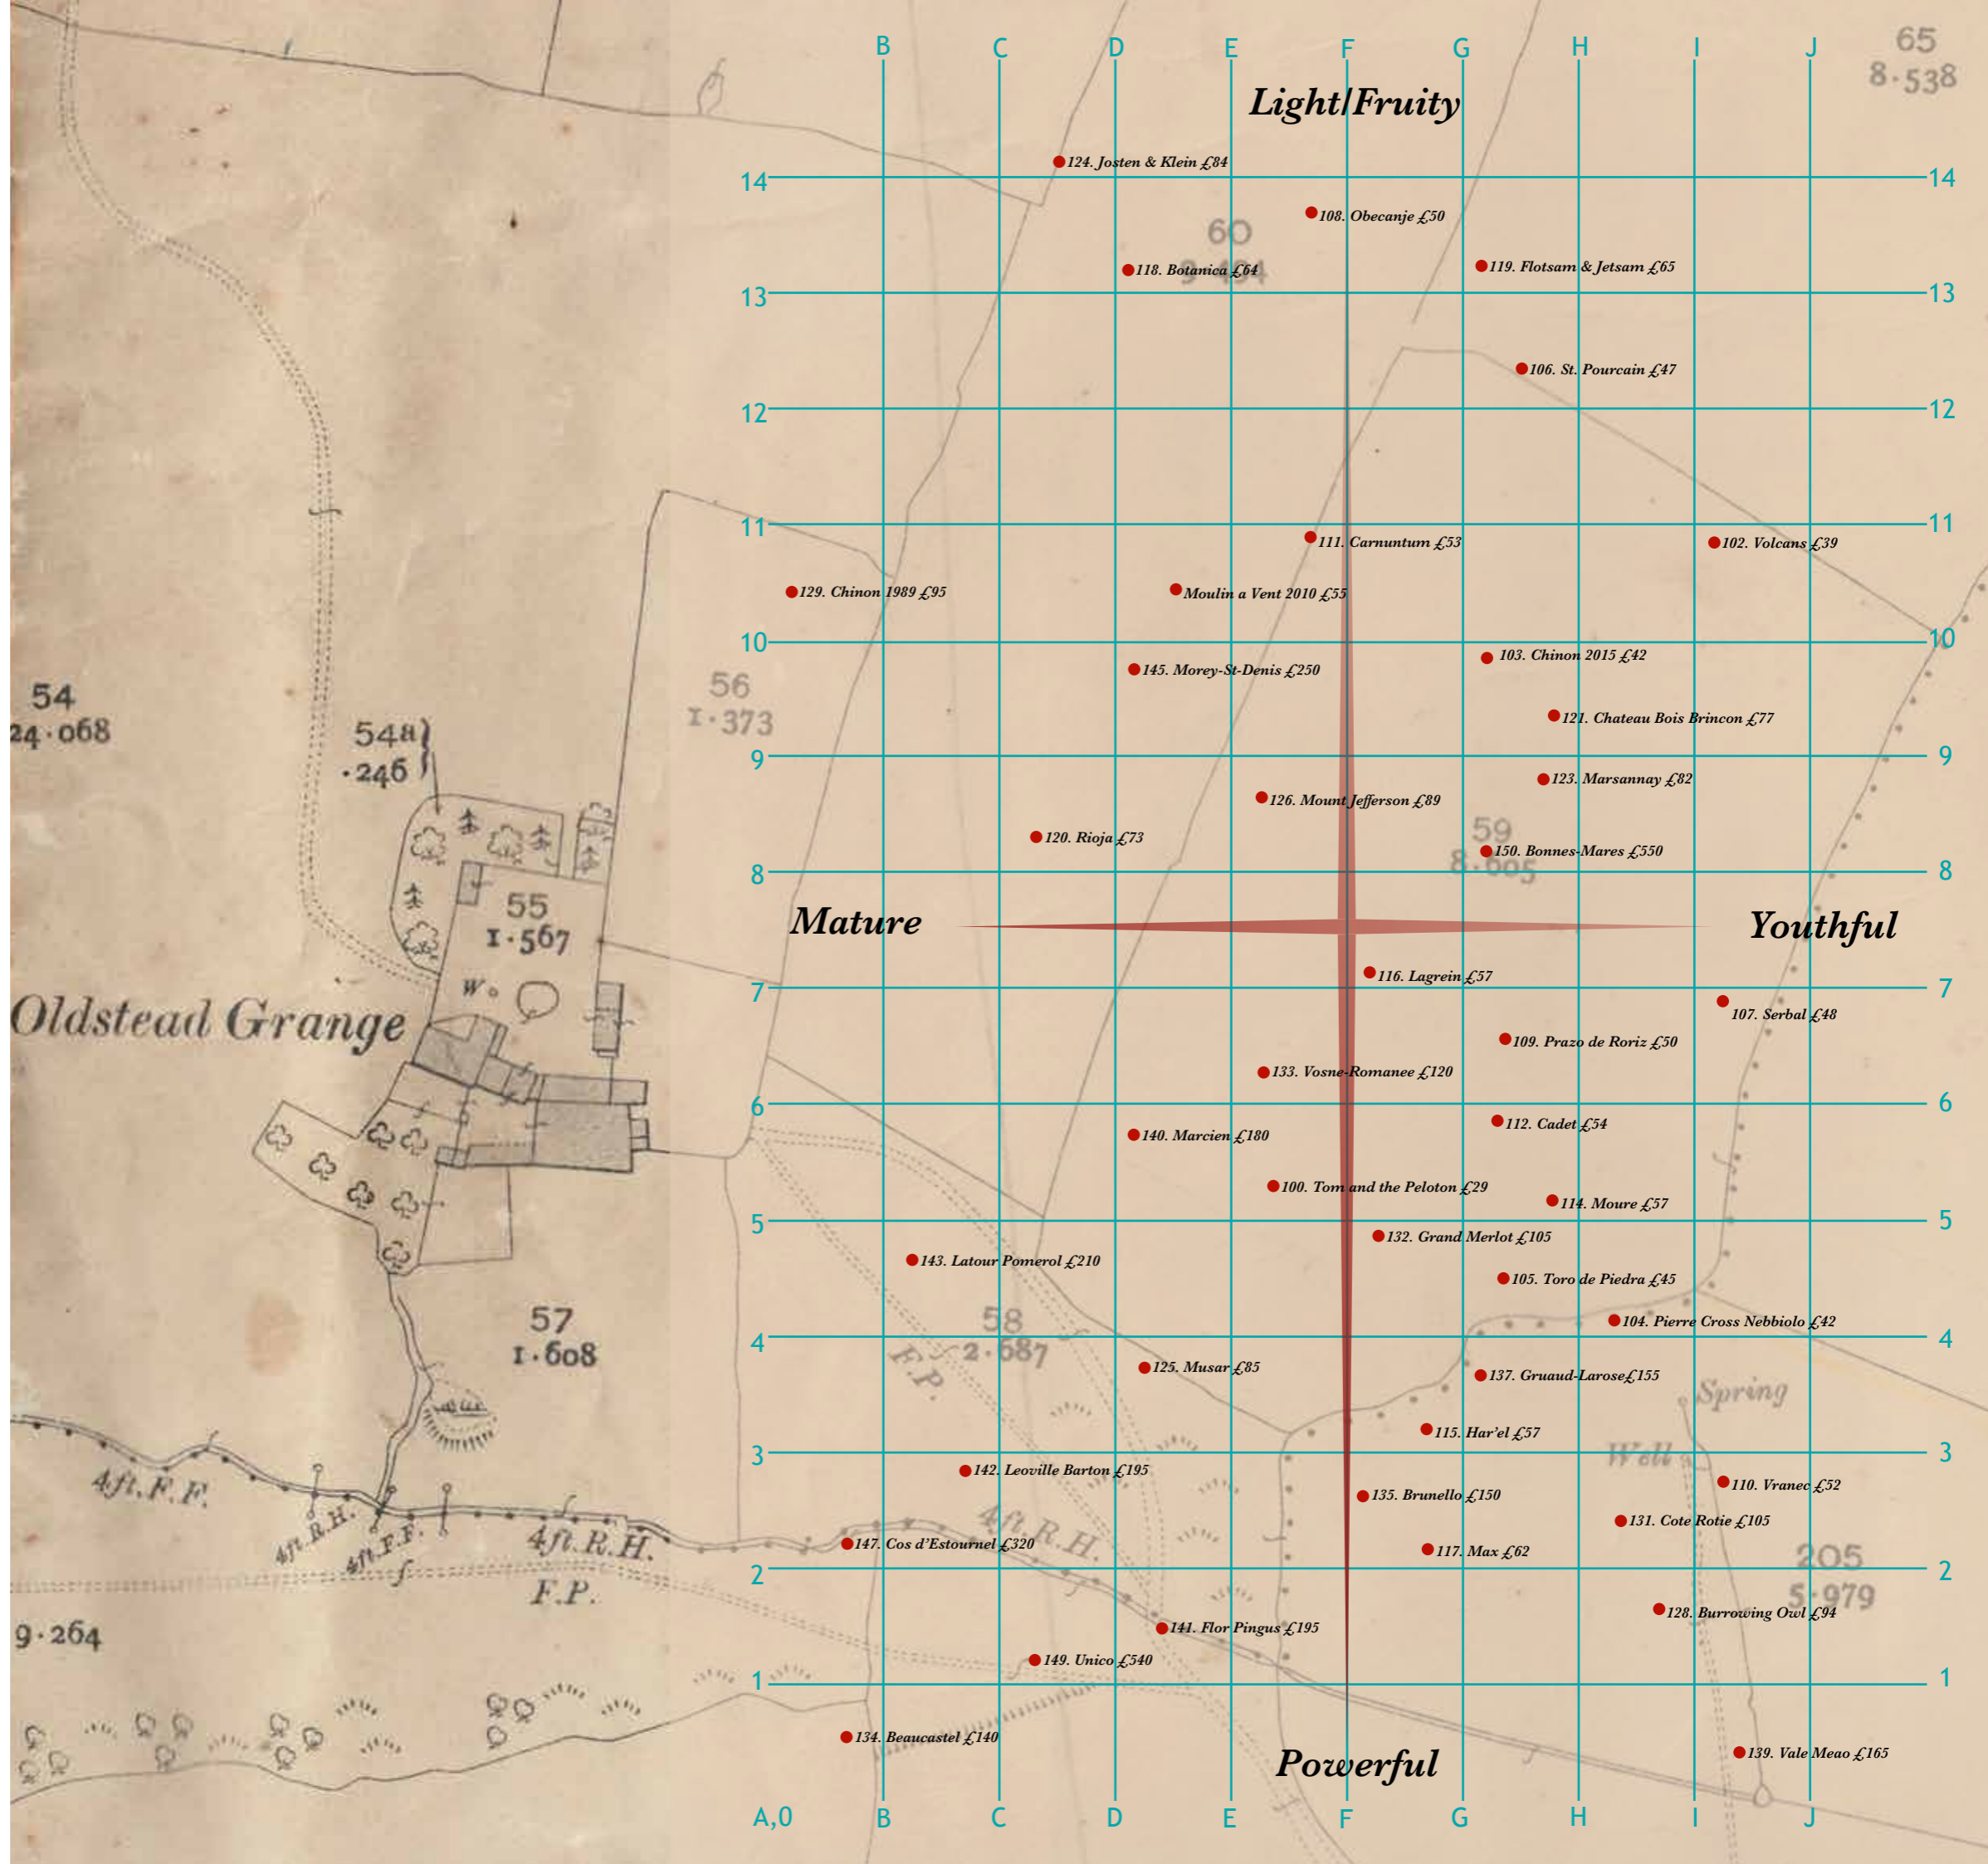 B C D E F G H I J
65
8·538
Light/Fruity
124. Josten & Klein £84
14 14
108. Obecanje £50
60
118. Botanica £64
119. Flotsam & Jetsam £65
13 13
106. St. Pourcain £47
12 12
11 11
111. Carnuntum £53
102. Volcans £39
129. Chinon 1989 £95
Moulin a Vent 2010 £55
10 10
103. Chinon 2015 £42
145. Morey-St-Denis £250
54
24·068
56
1·373
121. Chateau Bois Brincon £77
54a
·246
9 9
123. Marsannay £82
126. Mount Jefferson £89
120. Rioja £73
59
8·605
150. Bonnes-Mares £550
8 8
55
1·567
Mature
Youthful
116. Lagrein £57
W
7 7
107. Serbal £48
Oldstead Grange
109. Prazo de Roriz £50
133. Vosne-Romanee £120
6 6
112. Cadet £54
140. Marcien £180
100. Tom and the Peloton £29
114. Moure £57
5 5
132. Grand Merlot £105
143. Latour Pomerol £210
105. Toro de Piedra £45
57
1·608
58
2·687
104. Pierre Cross Nebbiolo £42
4 4
F.P.
125. Musar £85
137. Gruaud-Larose£155
Spring
115. Har'el £57
Well
3 3
142. Leoville Barton £195
4ft. F.F.
110. Vranec £52
135. Brunello £150
4ft. R.H.
4ft. F.F.
4ft. R.H.
4ft. R.H.
131. Cote Rotie £105
147. Cos d'Estournel £320
117. Max £62
205
5·979
2 2
F.P.
128. Burrowing Owl £94
9·264
141. Flor Pingus £195
149. Unico £540
1 1
134. Beaucastel £140
Powerful
139. Vale Meao £165
A,0 B C D E F G H I J